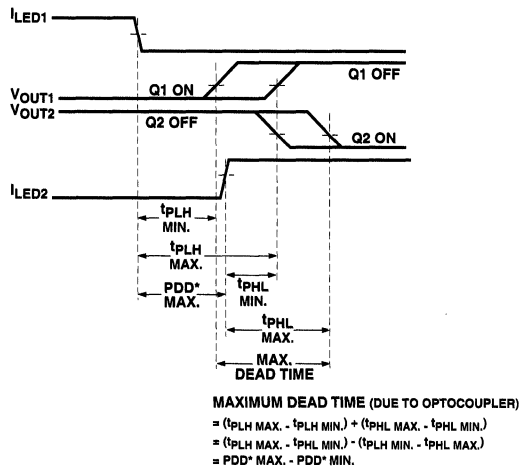 ILED1
Q1 OFF
VOUT1
Q1 ON
VOUT2
Q2 OFF
Q2 ON
ILED2
tPLH
MIN.
tPLH
MAX.
PDD*
MAX.
tPHL
MIN.
tPHL
MAX.
MAX.
DEAD TIME
MAXIMUM DEAD TIME (DUE TO OPTOCOUPLER)
= (tPLH MAX. - tPLH MIN.) + (tPHL MAX. - tPHL MIN.)
= (tPLH MAX. - tPHL MIN.) - (tPLH MIN. - tPHL MAX.)
= PDD* MAX. - PDD* MIN.